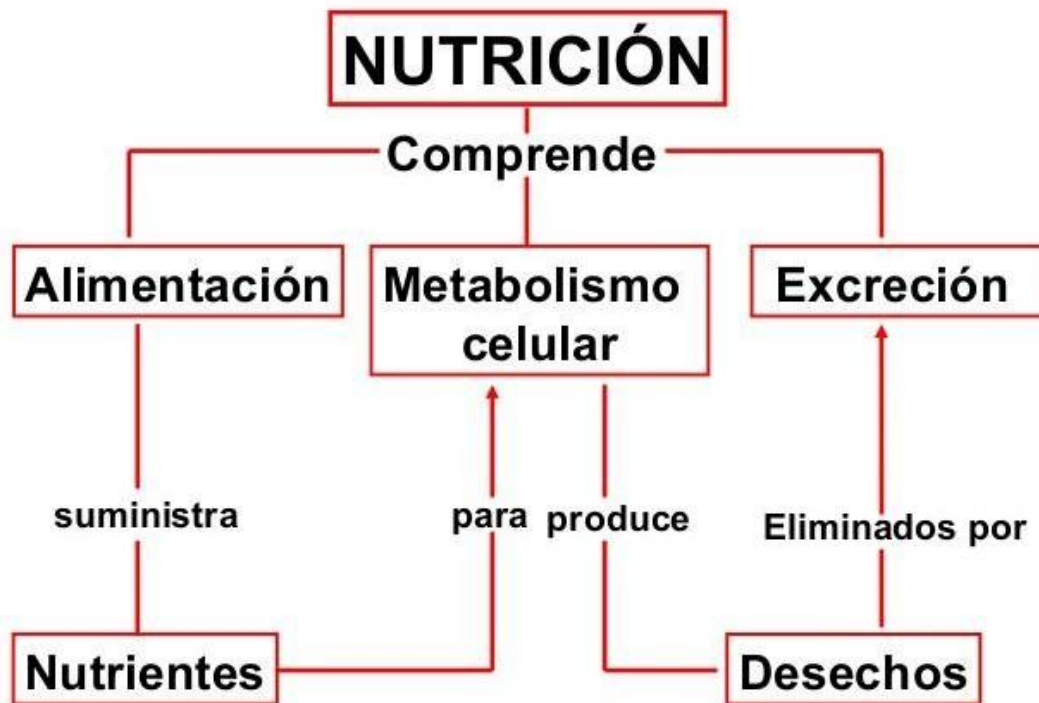 NUTRICIÓN
Comprende
Alimentación
Metabolismo
celular
Excreción
suministra
para
produce
Eliminados por
Nutrientes
Desechos